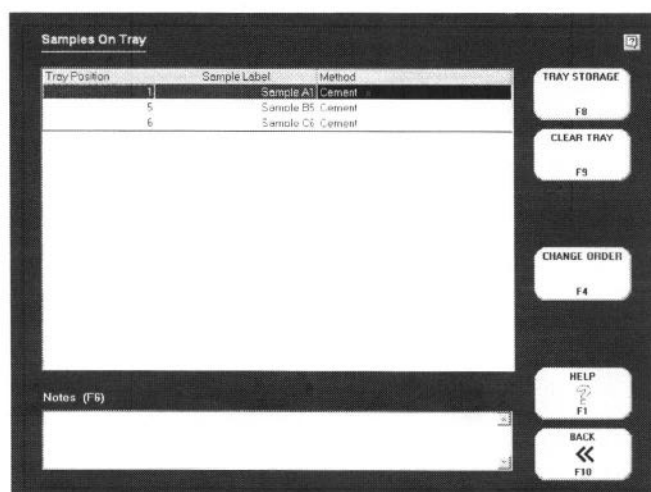 Samples On Tray
Tray Position Sample Label Method
1 Sample A1 Cement
5 Sample B5 Cement
6 Sample C6 Cement
TRAY STORAGE
F8
CLEAR TRAY
F9
CHANGE ORDER
F4
Notes (F6)
HELP
?
F1
BACK
F10